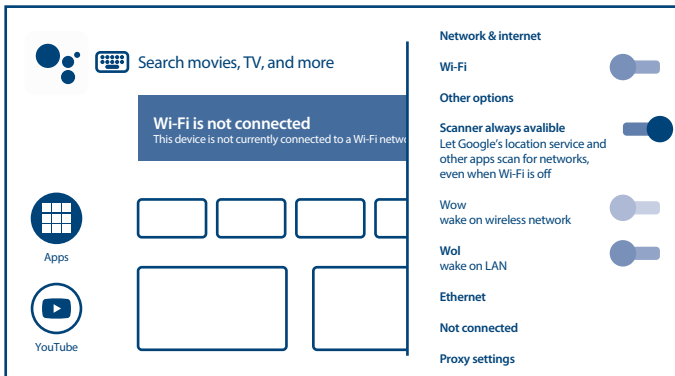 Search movies, TV, and more
Wi-Fi is not connected
This device is not currently connected to a Wi-Fi netwo
Apps
YouTube
Network & internet
Wi-Fi
Other options
Scanner always avalible
Let Google's location service and
other apps scan for networks,
even when Wi-Fi is off
Wow
wake on wireless network
Wol
wake on LAN
Ethernet
Not connected
Proxy settings